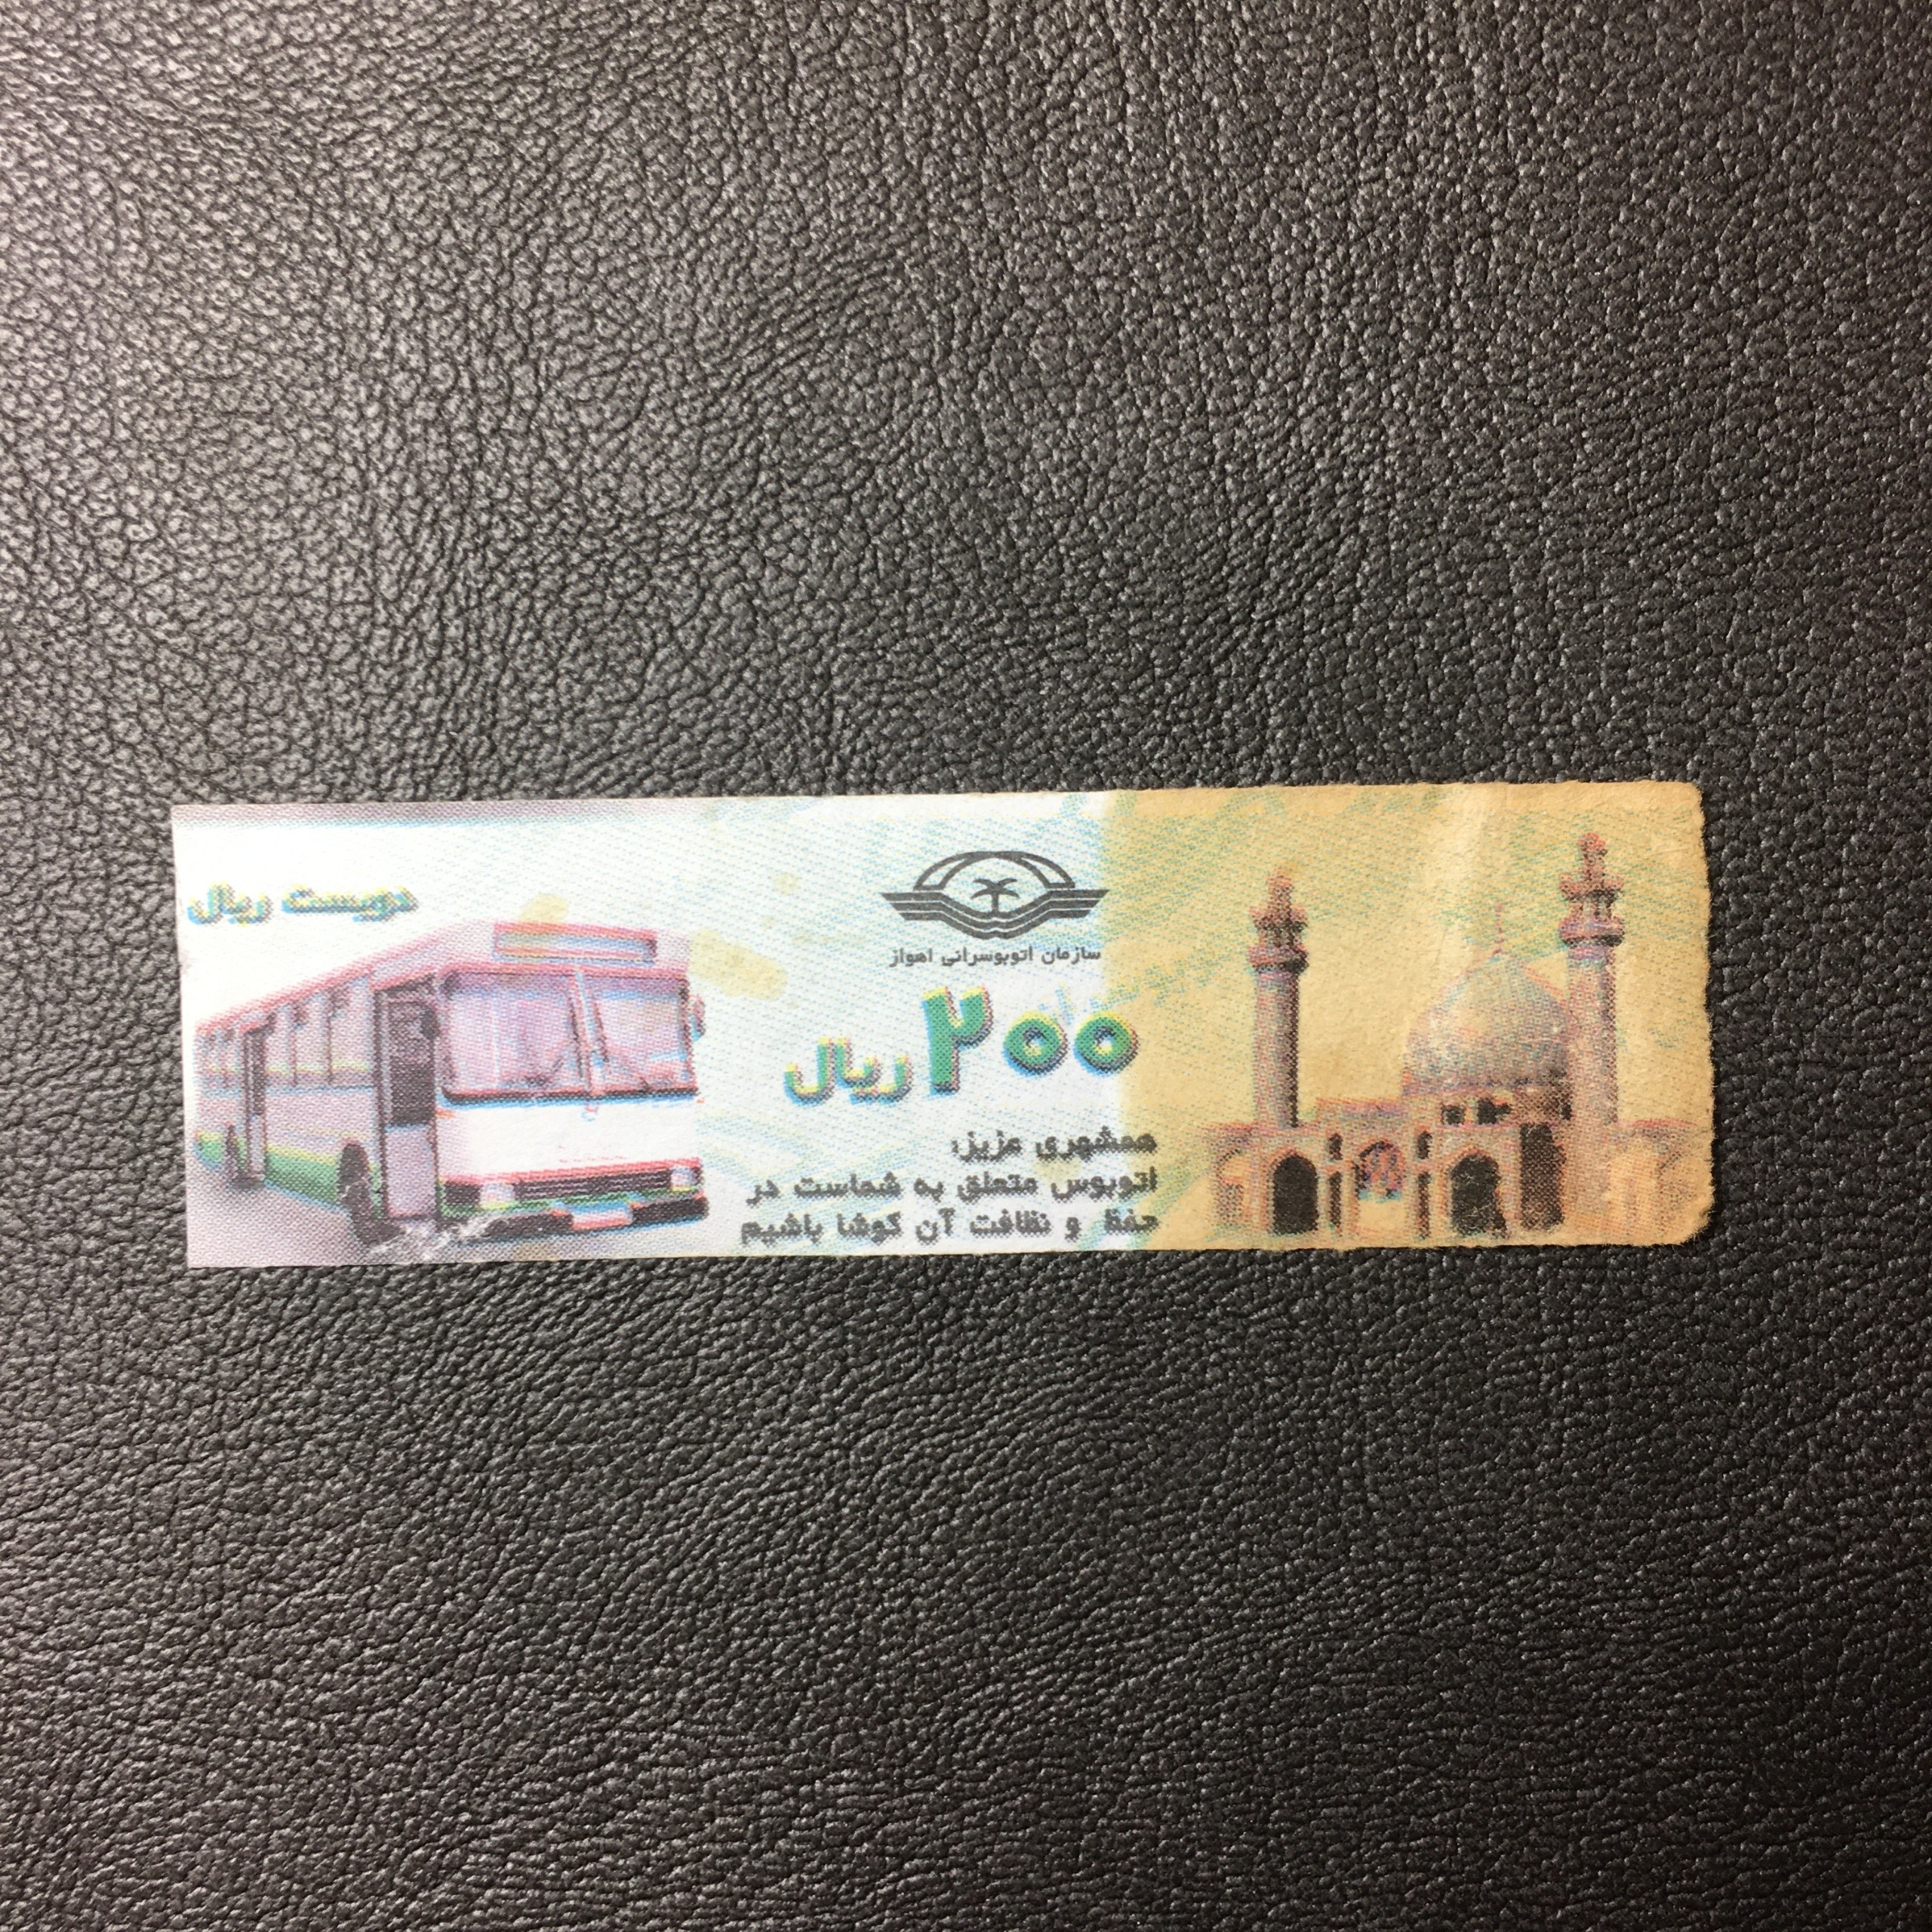 سازمان اتوبوسرانی اهواز
۲۰۰ ریال
دویست ریال
همشهری عزیز:
اتوبوس متعلق به شماست در
حفظ و نظافت آن کوشا باشیم